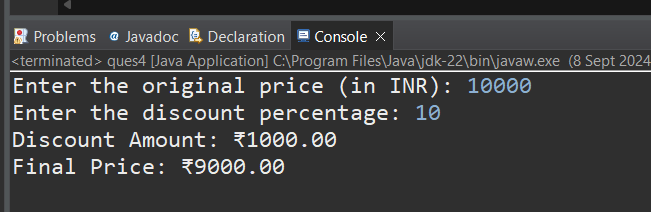 Problems Javadoc Declaration Console
<terminated> ques4 [Java Application] C:\Program Files\Java\jdk-22\bin\javaw.exe (8 Sept 2024
Enter the original price (in INR): 10000
Enter the discount percentage: 10
Discount Amount: ₹1000.00
Final Price: ₹9000.00